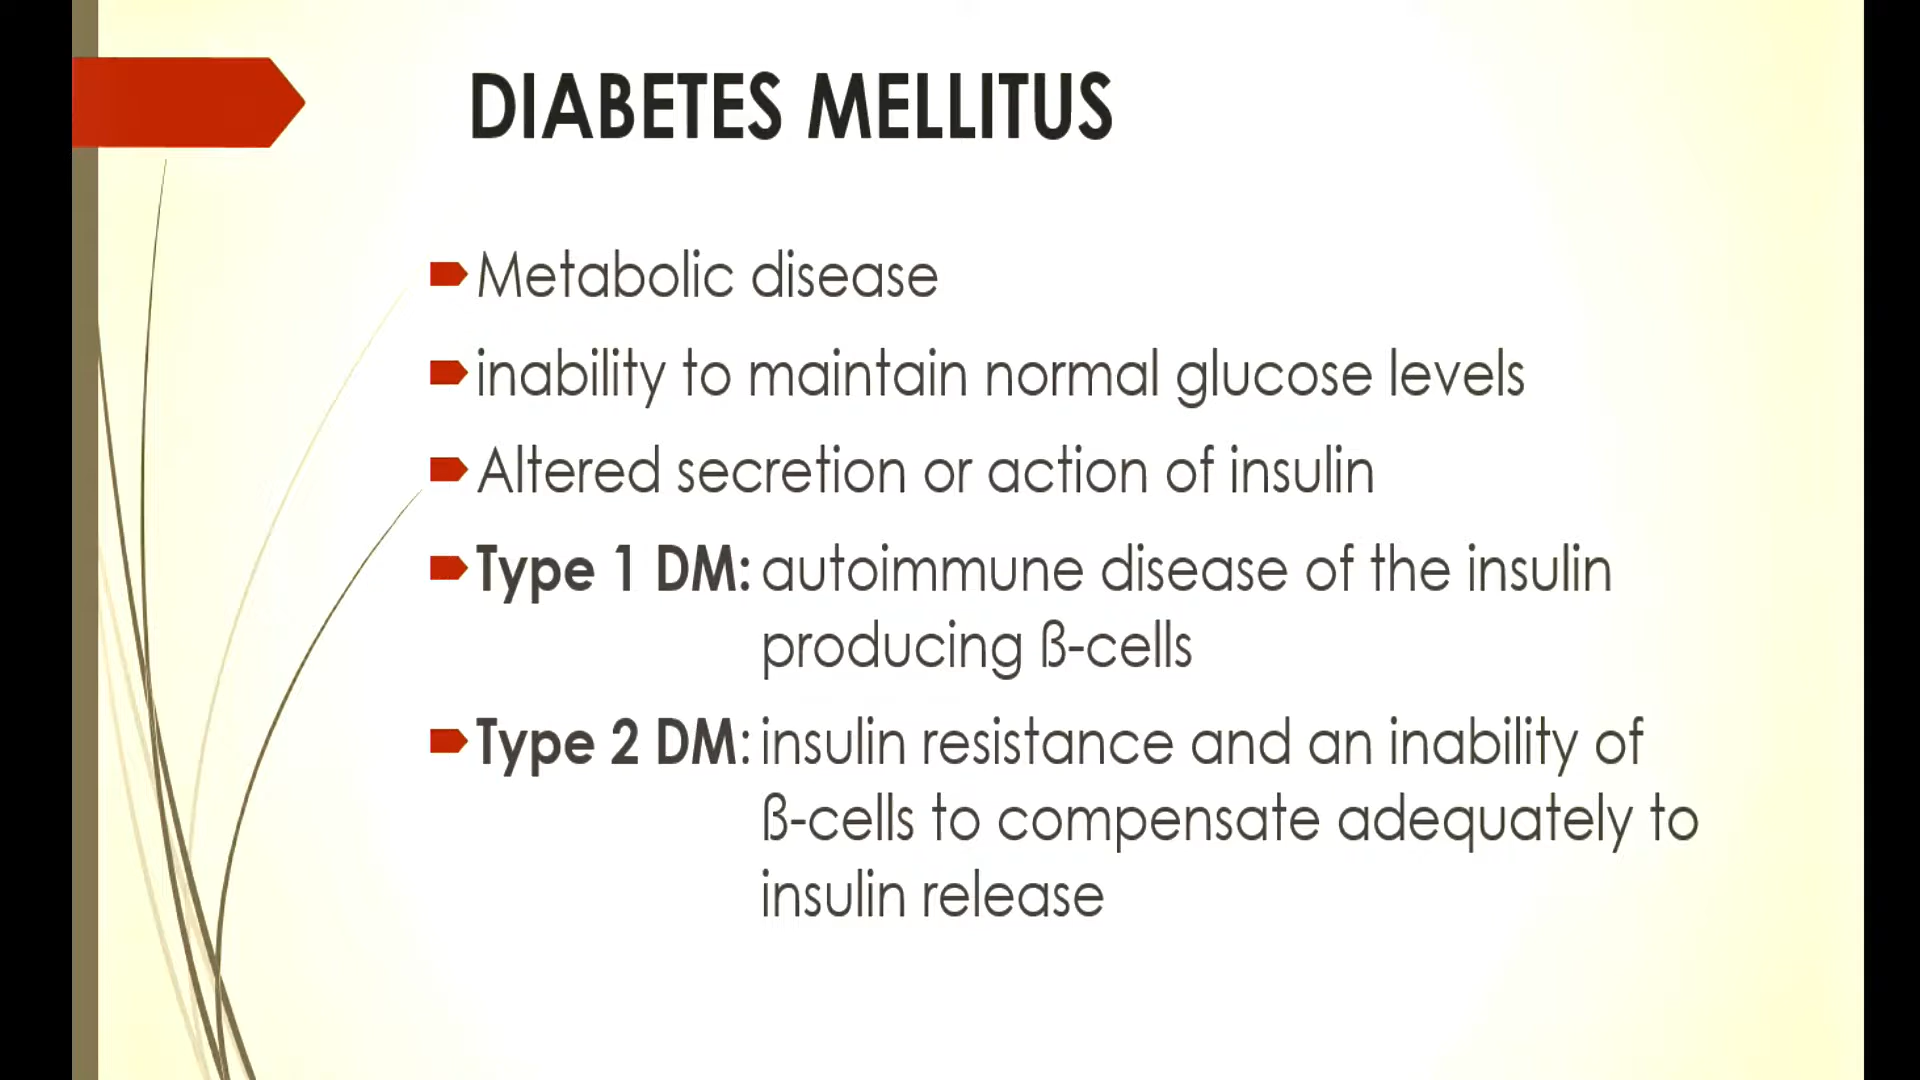 DIABETES MELLITUS
Metabolic disease
inability to maintain normal glucose levels
Altered secretion or action of insulin
Type 1 DM: autoimmune disease of the insulin
producing ß-cells
Type 2 DM: insulin resistance and an inability of
ß-cells to compensate adequately to
insulin release